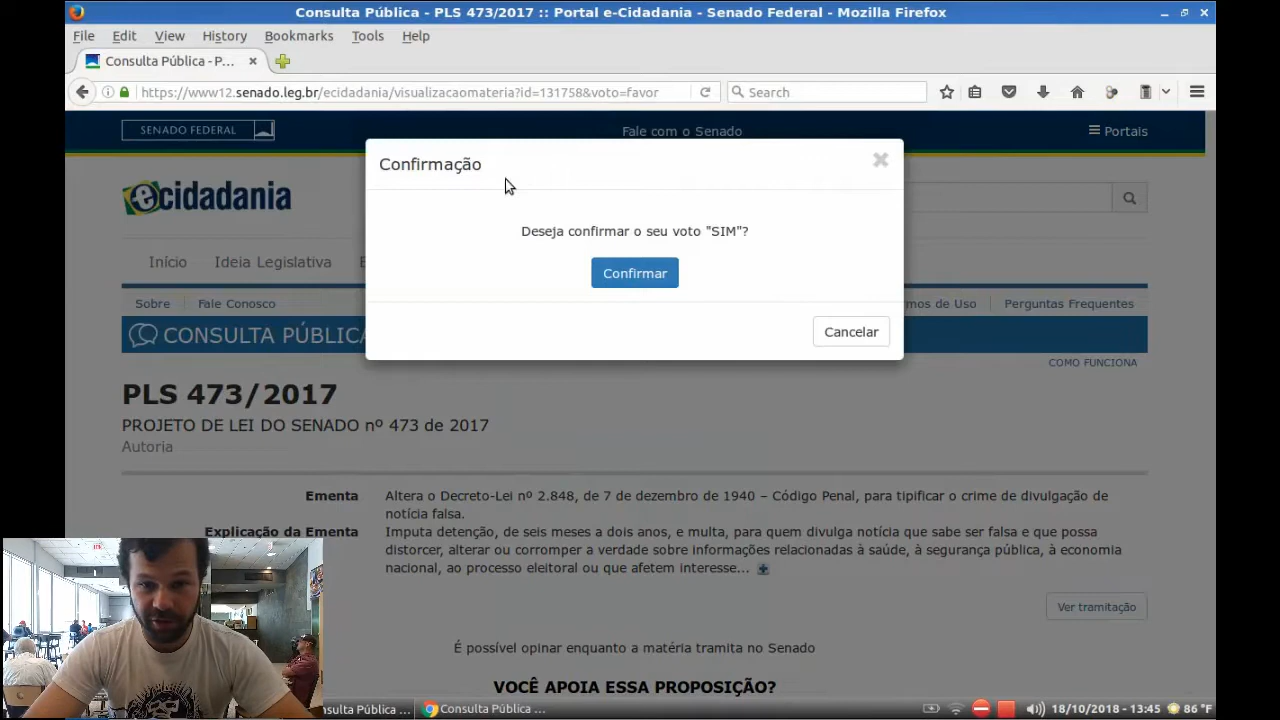 Consulta Pública - PLS 473/2017 :: Portal e-Cidadania - Senado Federal - Mozilla Firefox
File Edit View History Bookmarks Tools Help
Consulta Pública - P...
https://www12.senado.leg.br/ecidadania/visualizacaomateria?id=131758&voto=favor
Search
SENADO FEDERAL
Fale com o Senado
Portais
Confirmação
ecidadania
Deseja confirmar o seu voto "SIM"?
Início Ideia Legislativa E
Confirmar
Sobre Fale Conosco
mos de Uso Perguntas Frequentes
CONSULTA PÚBLICA
Cancelar
COMO FUNCIONA
PLS 473/2017
PROJETO DE LEI DO SENADO nº 473 de 2017
Autoria
Ementa
Altera o Decreto-Lei nº 2.848, de 7 de dezembro de 1940 – Código Penal, para tipificar o crime de divulgação de
notícia falsa.
Explicação da Ementa
Imputa detenção, de seis meses a dois anos, e multa, para quem divulga notícia que sabe ser falsa e que possa
distorcer, alterar ou corromper a verdade sobre informações relacionadas à saúde, à segurança pública, à economia
nacional, ao processo eleitoral ou que afetem interesse...
Ver tramitação
É possível opinar enquanto a matéria tramita no Senado
VOCÊ APOIA ESSA PROPOSIÇÃO?
nsulta Pública ...
Consulta Pública - ...
18/10/2018 - 13:45
86 °F